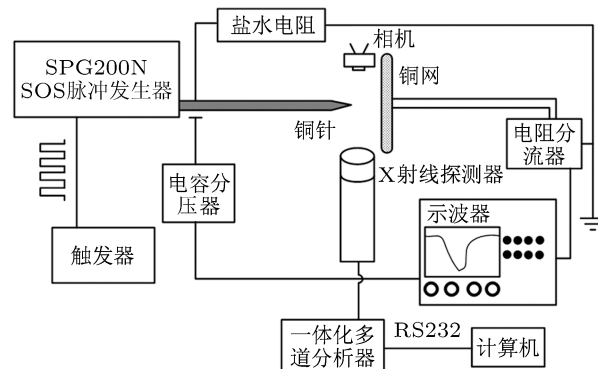 盐水电阻
相机
SPG200N
SOS脉冲发生器
铜网
铜针
电阻分
流器
X射线探测器
电容分
压器
示波器
触发器
一体化多
道分析器
RS232
计算机